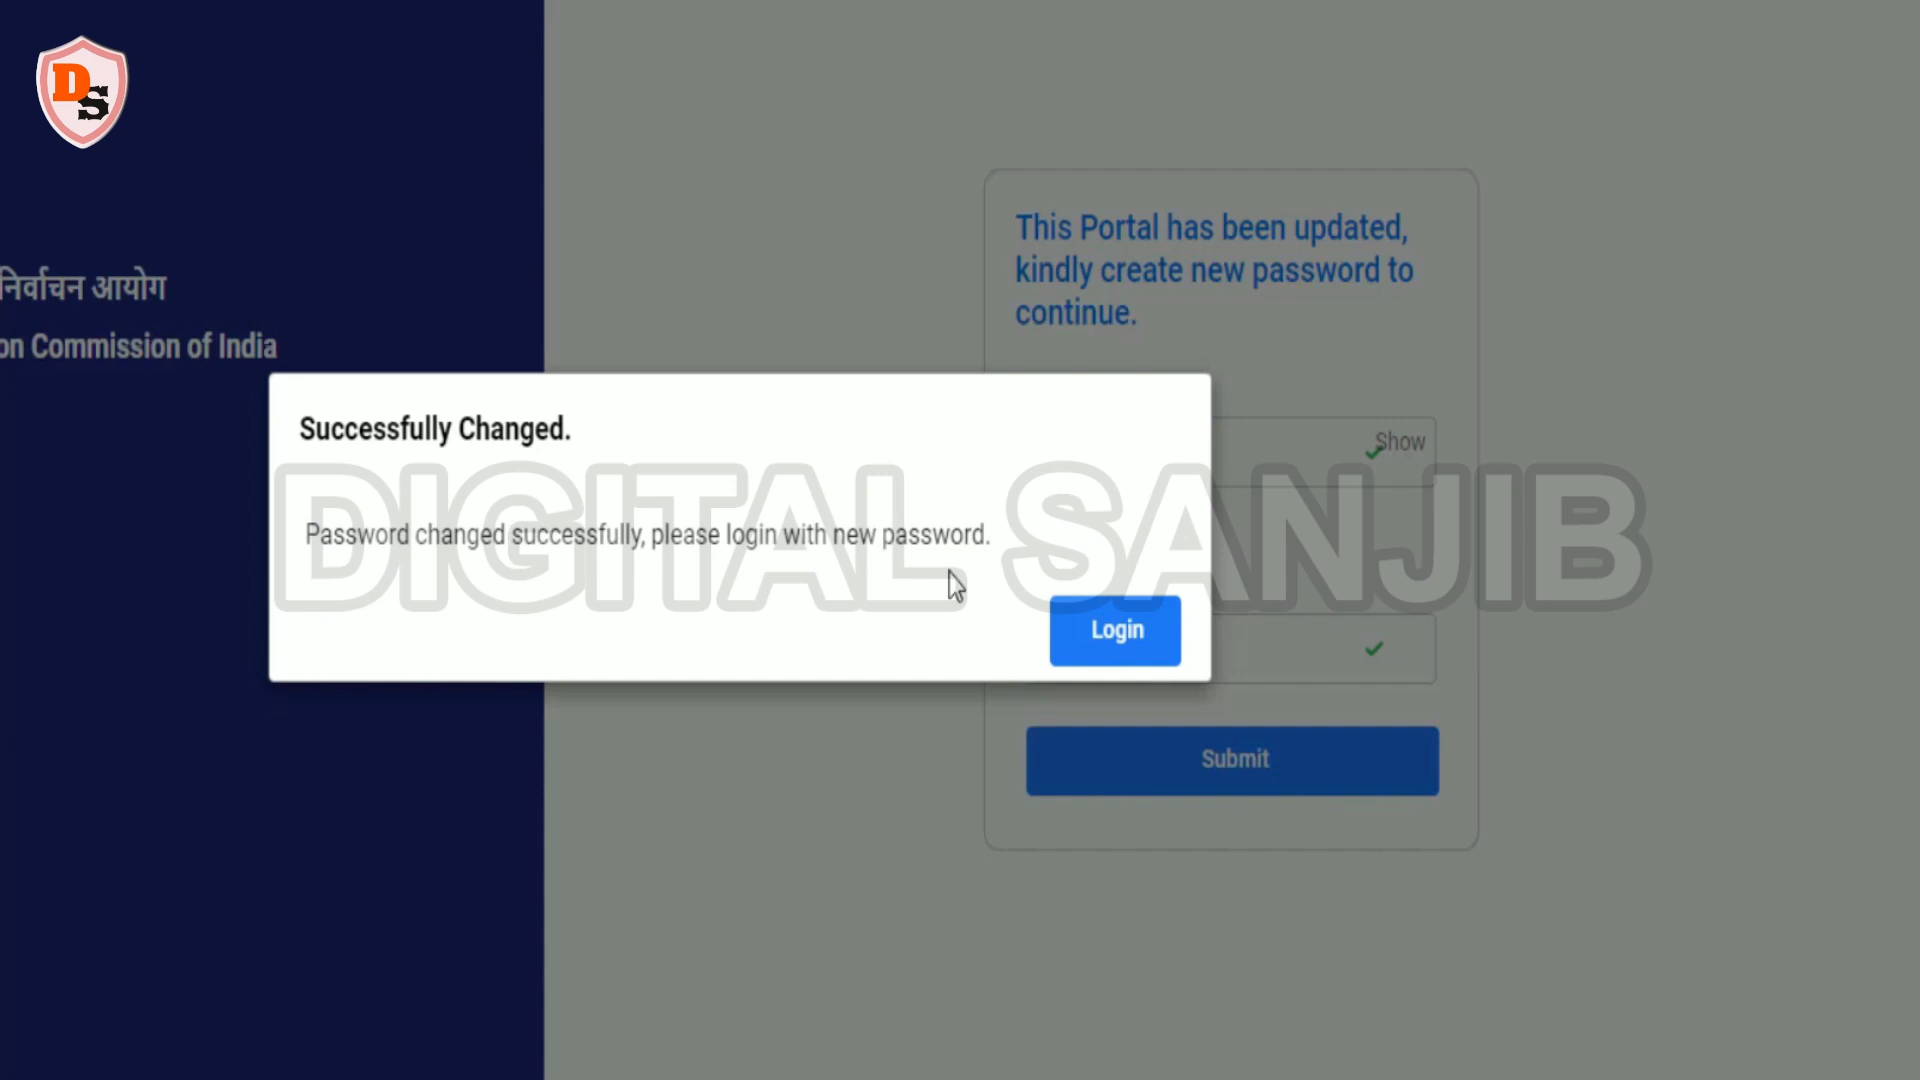 DS
निर्वाचन आयोग
on Commission of India
This Portal has been updated,
kindly create new password to
continue.
Successfully Changed.
Show
DIGITAL SANJIB
Password changed successfully, please login with new password.
Login
Submit